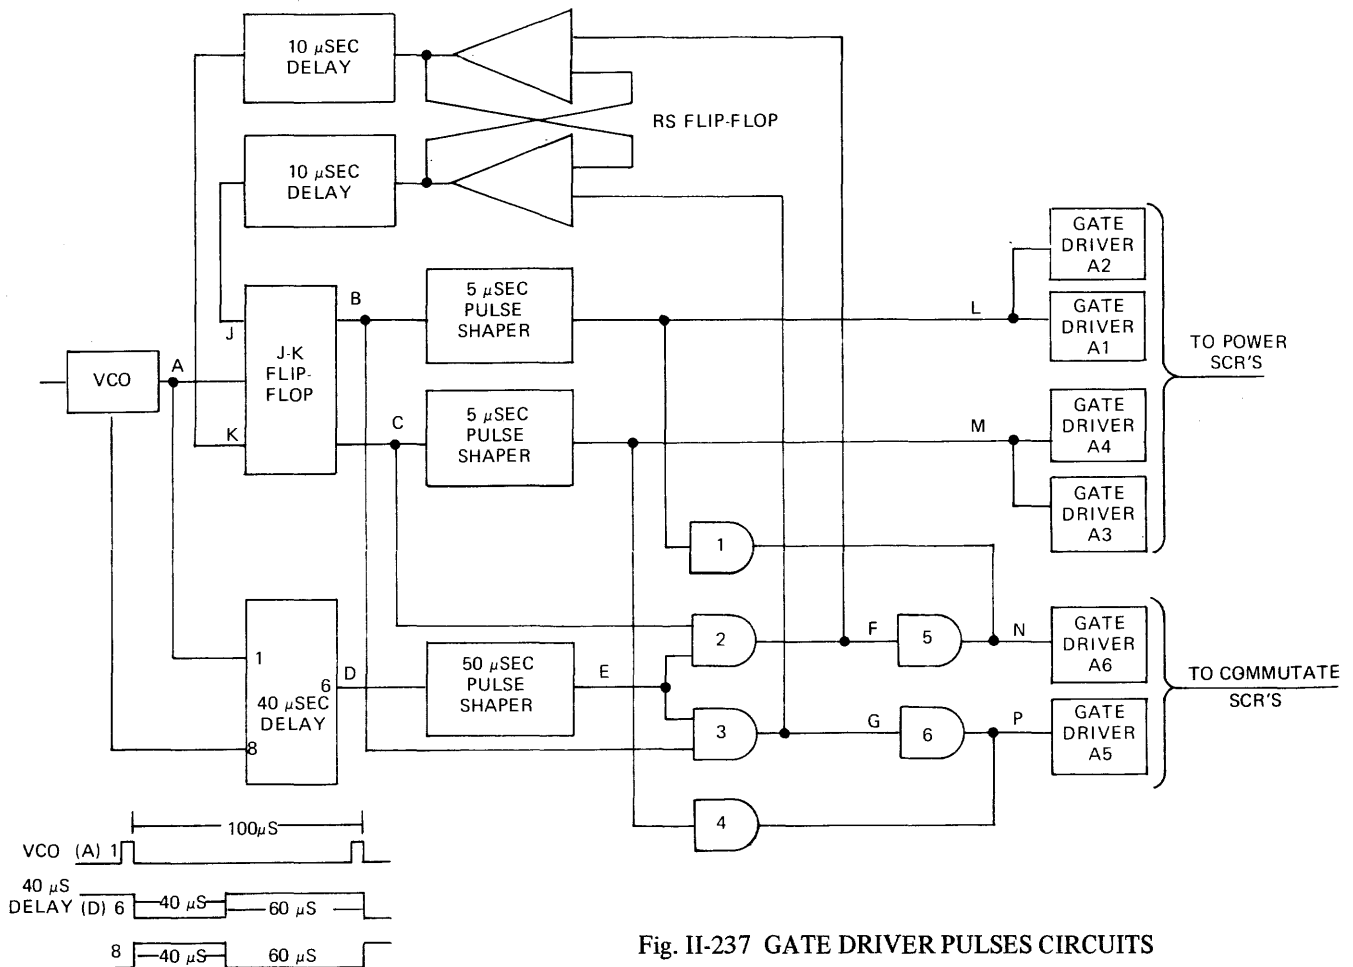 10 µSEC
DELAY
RS FLIP-FLOP
10 µSEC
DELAY
GATE
DRIVER
A2
B
5 µSEC
PULSE
SHAPER
L
GATE
DRIVER
A1
J
J-K
FLIP-
FLOP
TO POWER
SCR'S
VCO
A
K
C
5 µSEC
PULSE
SHAPER
M
GATE
DRIVER
A4
GATE
DRIVER
A3
1
2
F
5
N
GATE
DRIVER
A6
1
6
40 µSEC
DELAY
8
D
50 µSEC
PULSE
SHAPER
E
TO COMMUTATE
SCR'S
3
G
6
P
GATE
DRIVER
A5
4
100µS
VCO (A) 1
40 µS
DELAY (D) 6
40 µS
60 µS
8
40 µS
60 µS
Fig. II-237 GATE DRIVER PULSES CIRCUITS